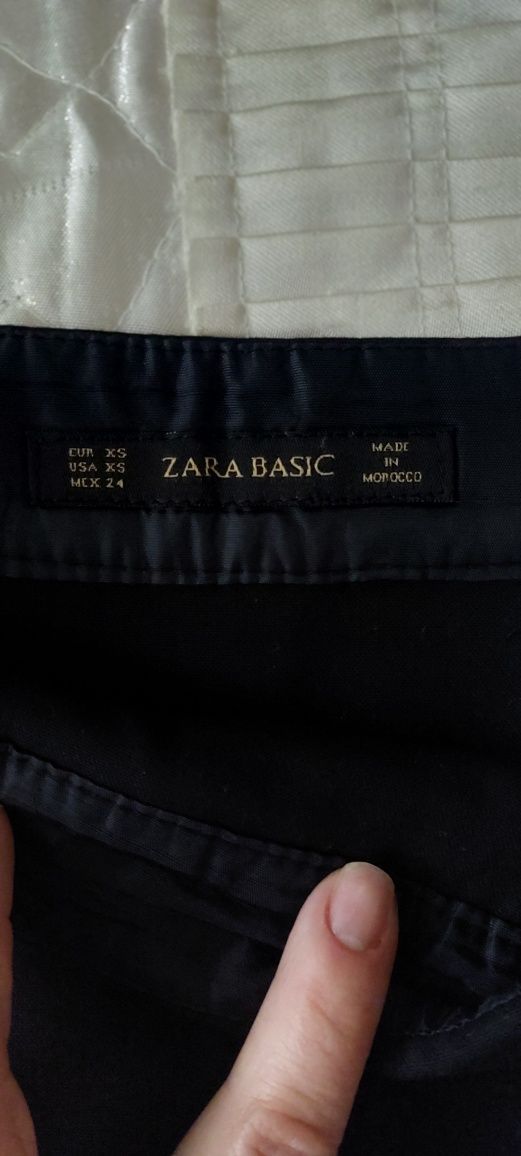 EUR XS
USA XS
MEX 24
ZARA BASIC
MADE
IN
MOROCCO